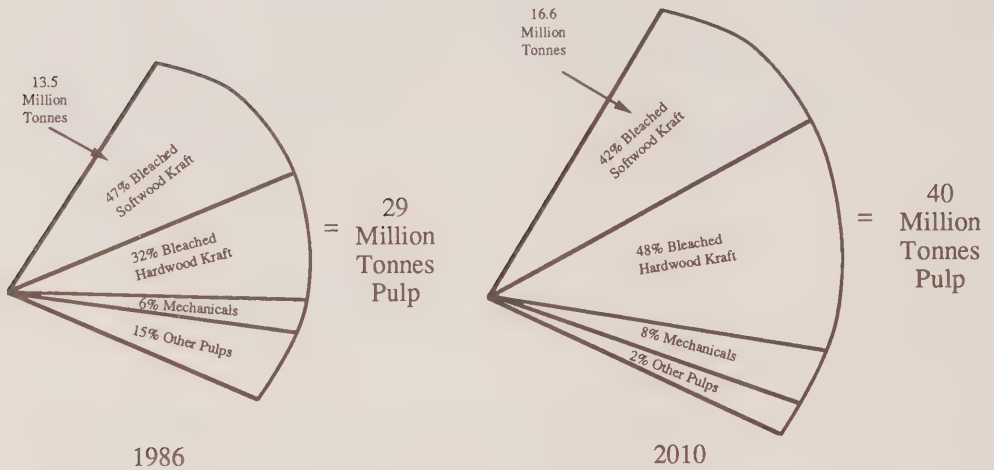 13.5
Million
Tonnes
47% Bleached
Softwood Kraft
32% Bleached
Hardwood Kraft
6% Mechanicals
15% Other Pulps
=
29
Million
Tonnes
Pulp
1986
16.6
Million
Tonnes
42% Bleached
Softwood Kraft
48% Bleached
Hardwood Kraft
8% Mechanicals
2% Other Pulps
=
40
Million
Tonnes
Pulp
2010